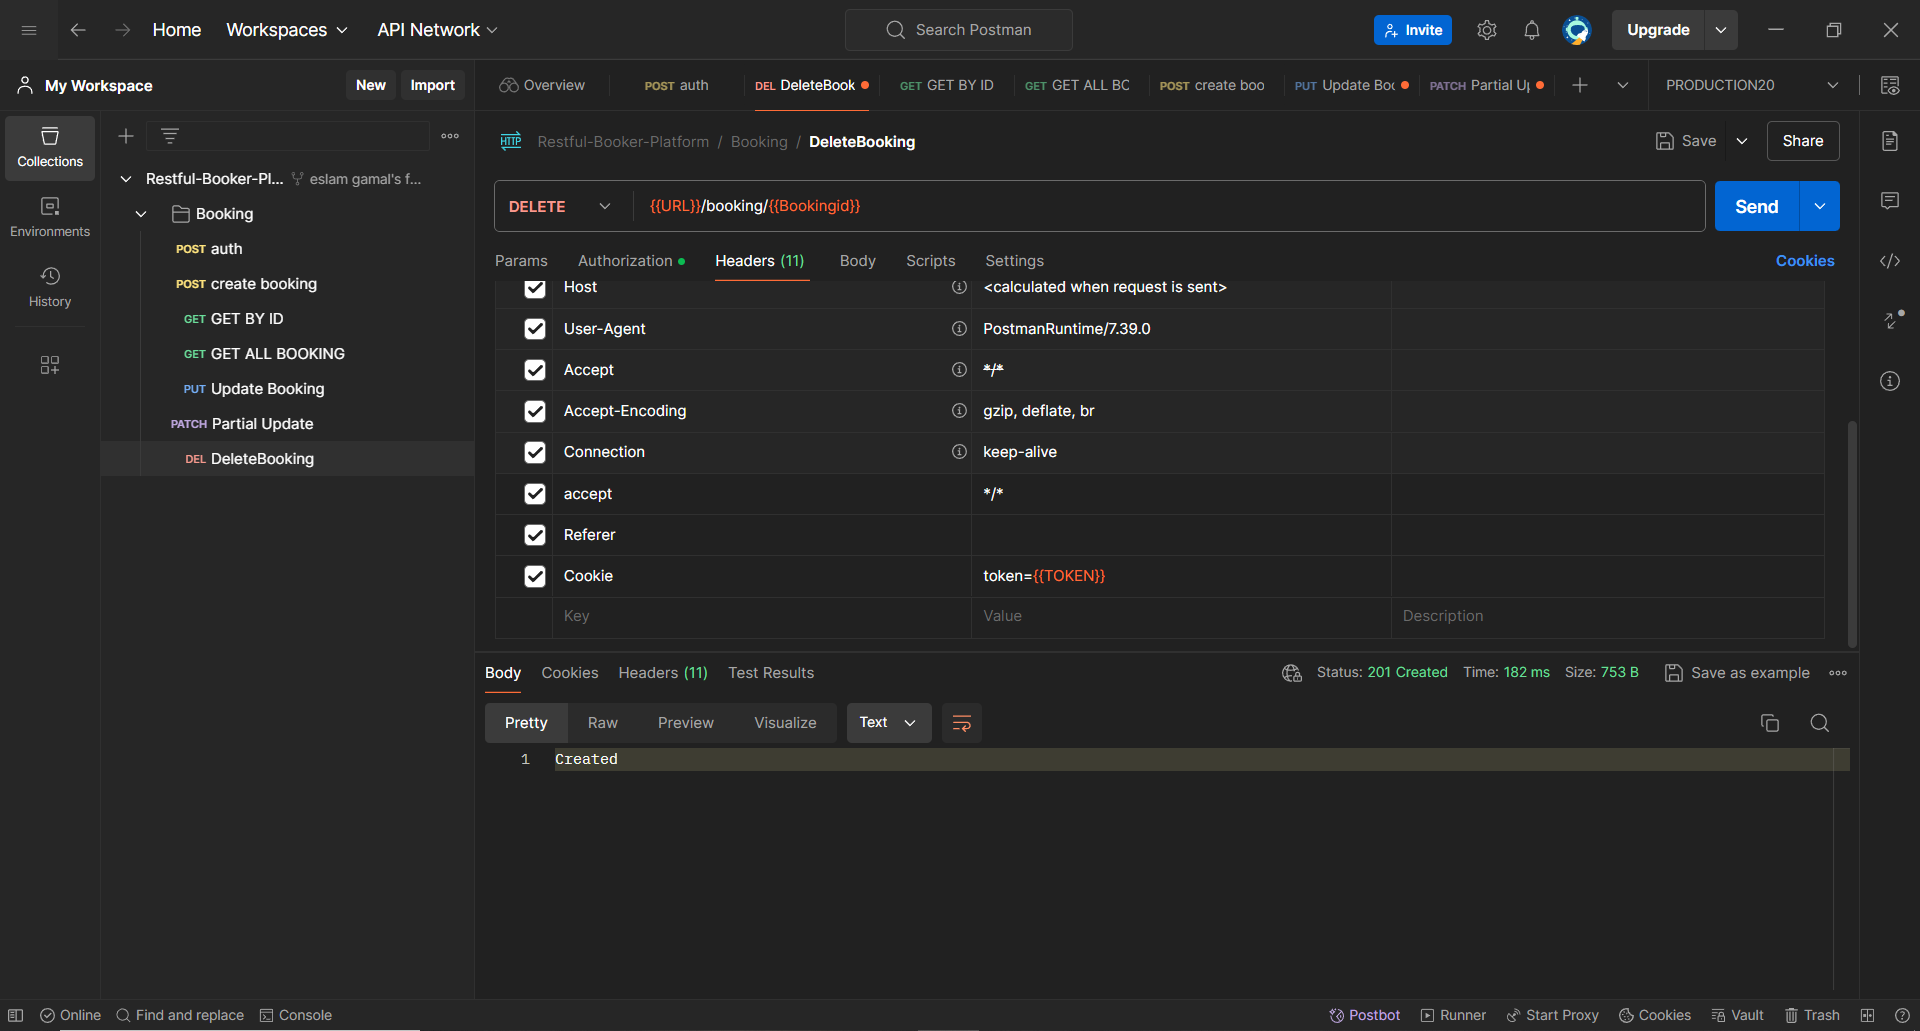 Home Workspaces API Network Search Postman Invite Upgrade
My Workspace New Import Overview POST auth DEL DeleteBook GET GET BY ID GET GET ALL BC POST create boo PUT Update Boo PATCH Partial Up PRODUCTION20
Collections
Environments
History
Restful-Booker-Pl... eslam gamal's f...
Booking
POST auth
POST create booking
GET GET BY ID
GET GET ALL BOOKING
PUT Update Booking
PATCH Partial Update
DEL DeleteBooking
HTTP Restful-Booker-Platform / Booking / DeleteBooking Save Share
DELETE {{URL}}/booking/{{Bookingid}} Send
Params Authorization Headers (11) Body Scripts Settings Cookies
Host <calculated when request is sent>
User-Agent PostmanRuntime/7.39.0
Accept */*
Accept-Encoding gzip, deflate, br
Connection keep-alive
accept */*
Referer
Cookie token={{TOKEN}}
Key Value Description
Body Cookies Headers (11) Test Results Status: 201 Created Time: 182 ms Size: 753 B Save as example
Pretty Raw Preview Visualize Text
1 Created
Online Find and replace Console Postbot Runner Start Proxy Cookies Vault Trash